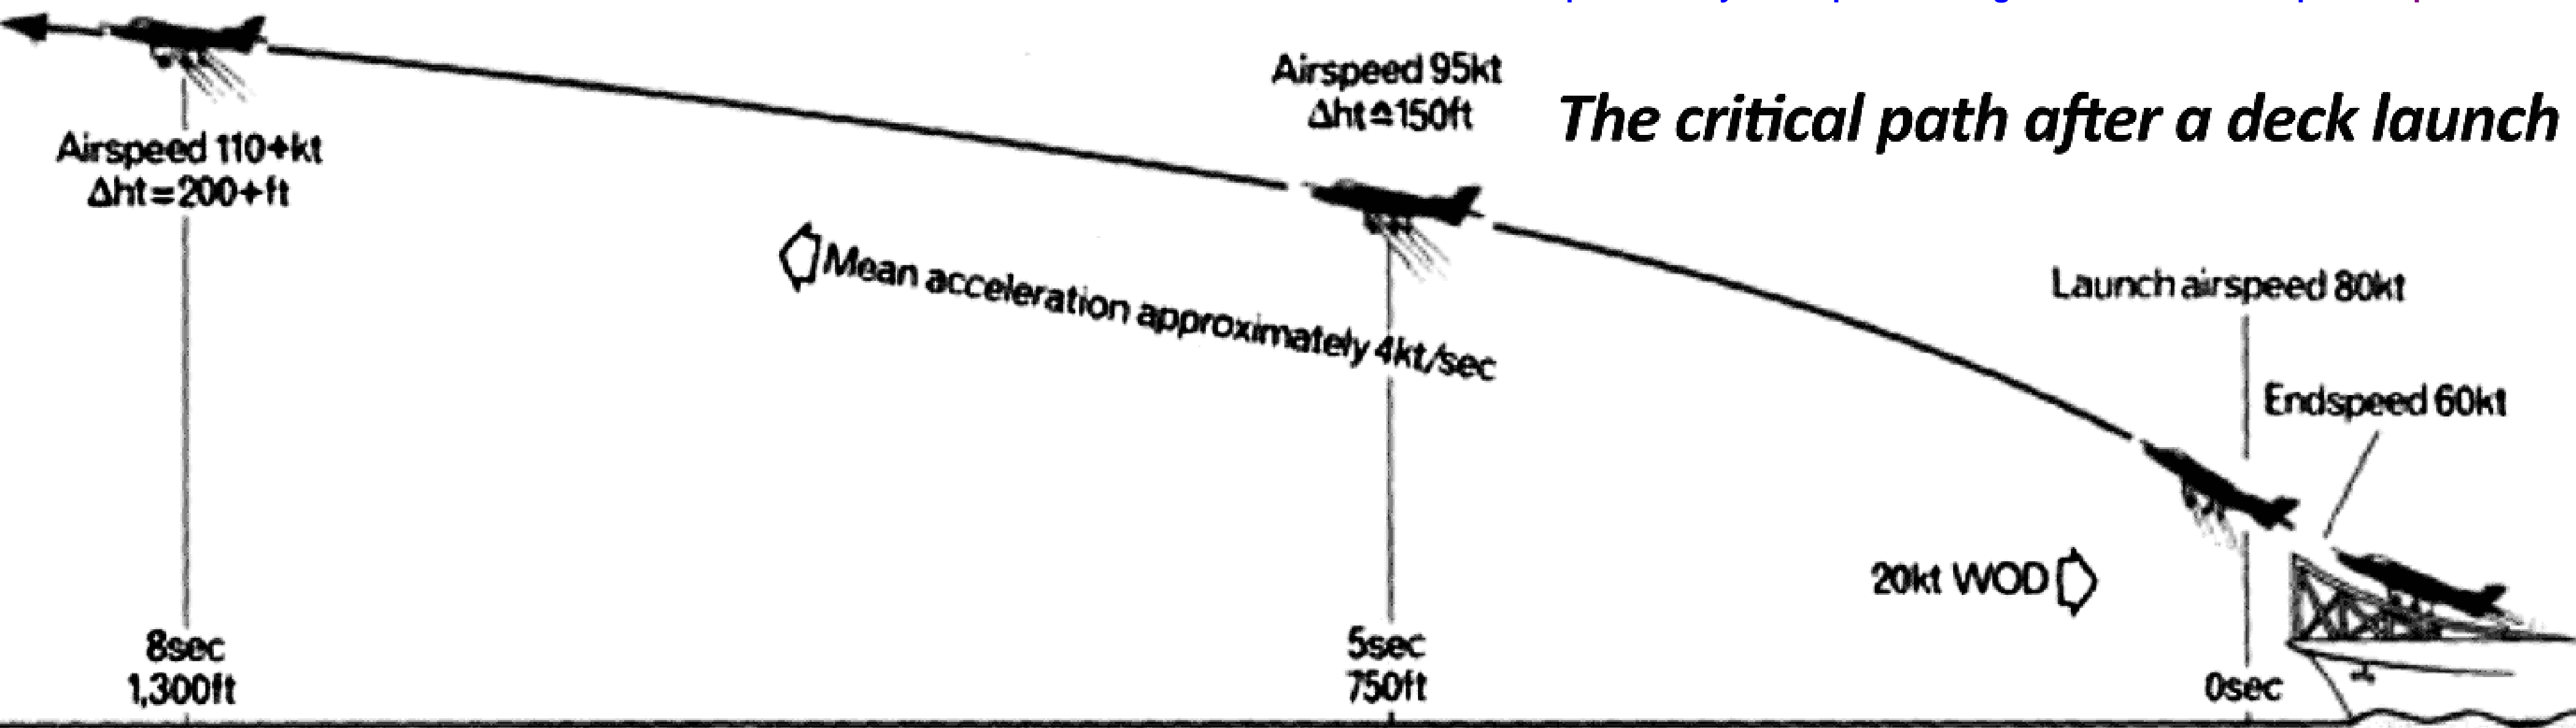 Airspeed 95kt
Δht≏150ft
The critical path after a deck launch
Airspeed 110+kt
Δht=200+ft
Mean acceleration approximately 4kt/sec
Launch airspeed 80kt
Endspeed 60kt
20kt WOD
8sec
1,300ft
5sec
750ft
0sec